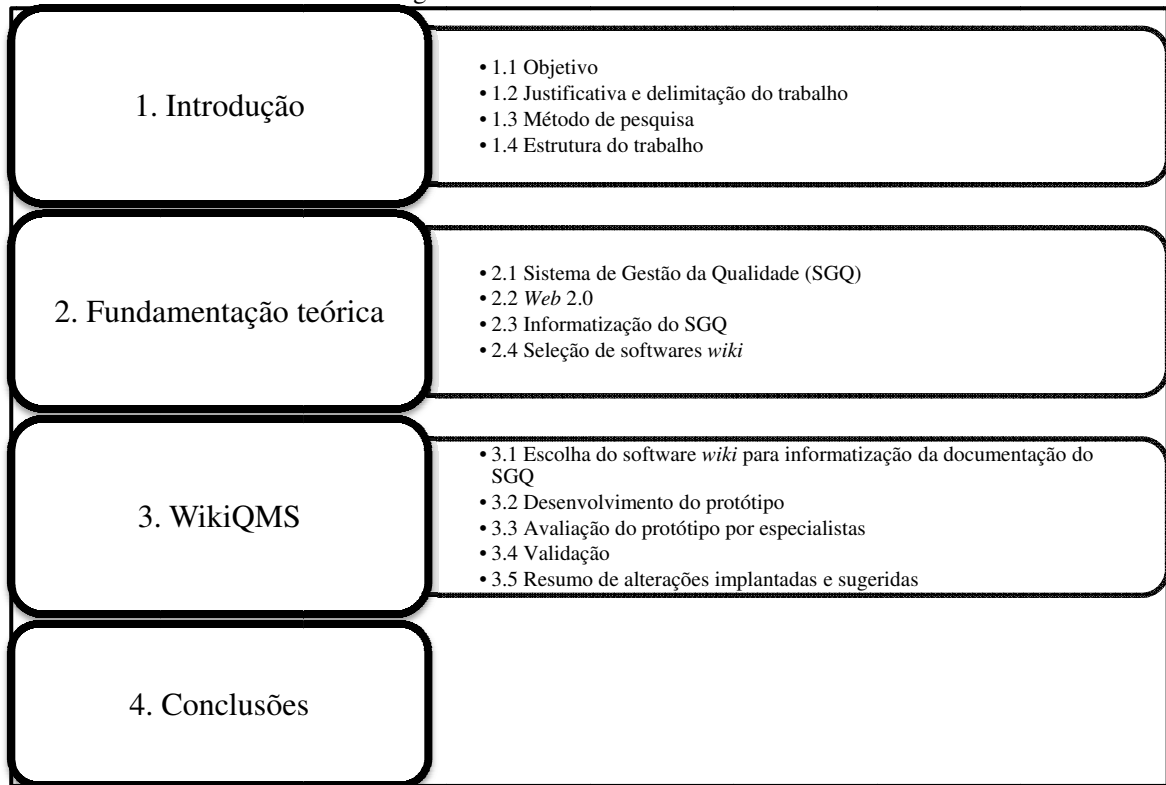 1. Introdução
• 1.1 Objetivo
• 1.2 Justificativa e delimitação do trabalho
• 1.3 Método de pesquisa
• 1.4 Estrutura do trabalho
2. Fundamentação teórica
• 2.1 Sistema de Gestão da Qualidade (SGQ)
• 2.2 Web 2.0
• 2.3 Informatização do SGQ
• 2.4 Seleção de softwares wiki
3. WikiQMS
• 3.1 Escolha do software wiki para informatização da documentação do
SGQ
• 3.2 Desenvolvimento do protótipo
• 3.3 Avaliação do protótipo por especialistas
• 3.4 Validação
• 3.5 Resumo de alterações implantadas e sugeridas
4. Conclusões